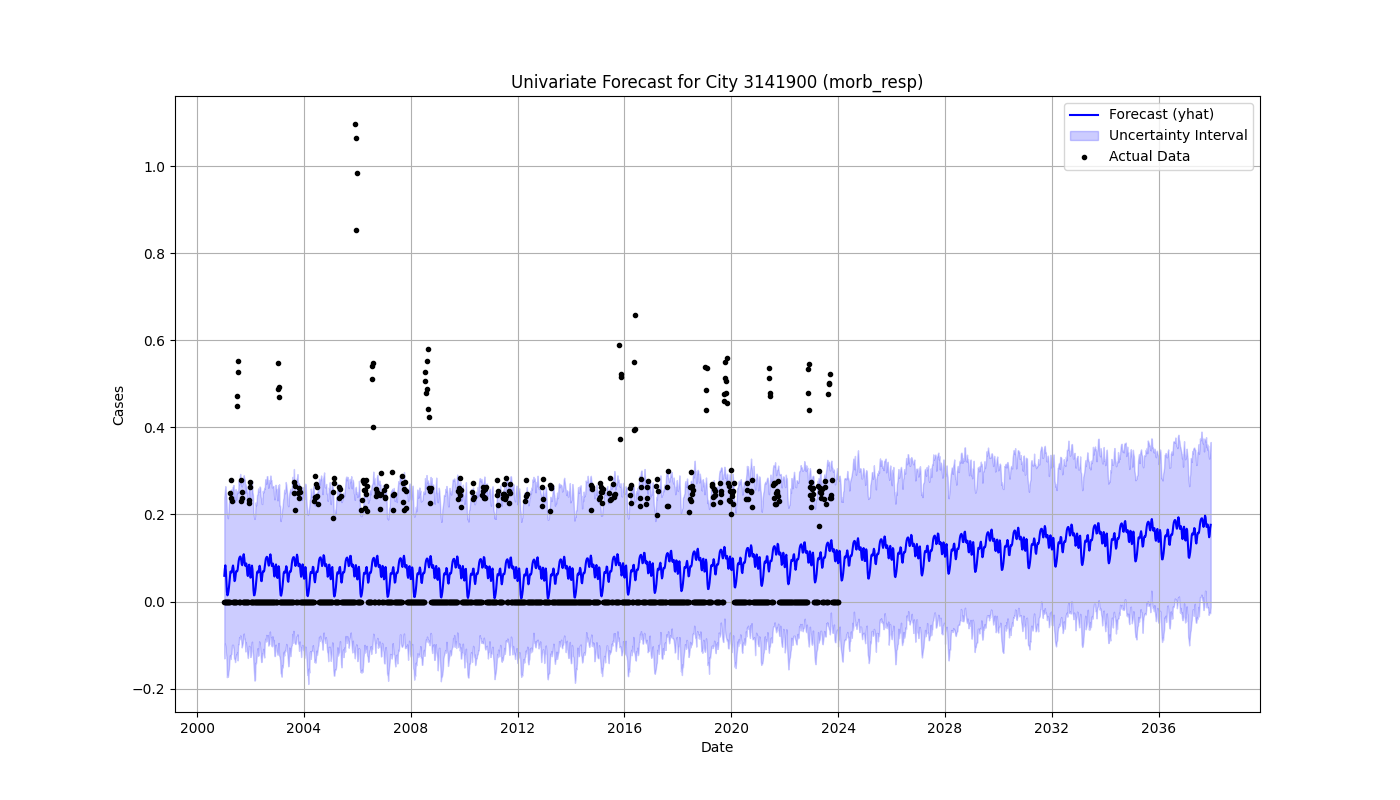 Univariate Forecast for City 3141900 (morb_resp)
Forecast (yhat)
Uncertainty Interval
Actual Data
Cases
1.0
0.8
0.6
0.4
0.2
0.0
−0.2
2000 2004 2008 2012 2016 2020 2024 2028 2032 2036
Date